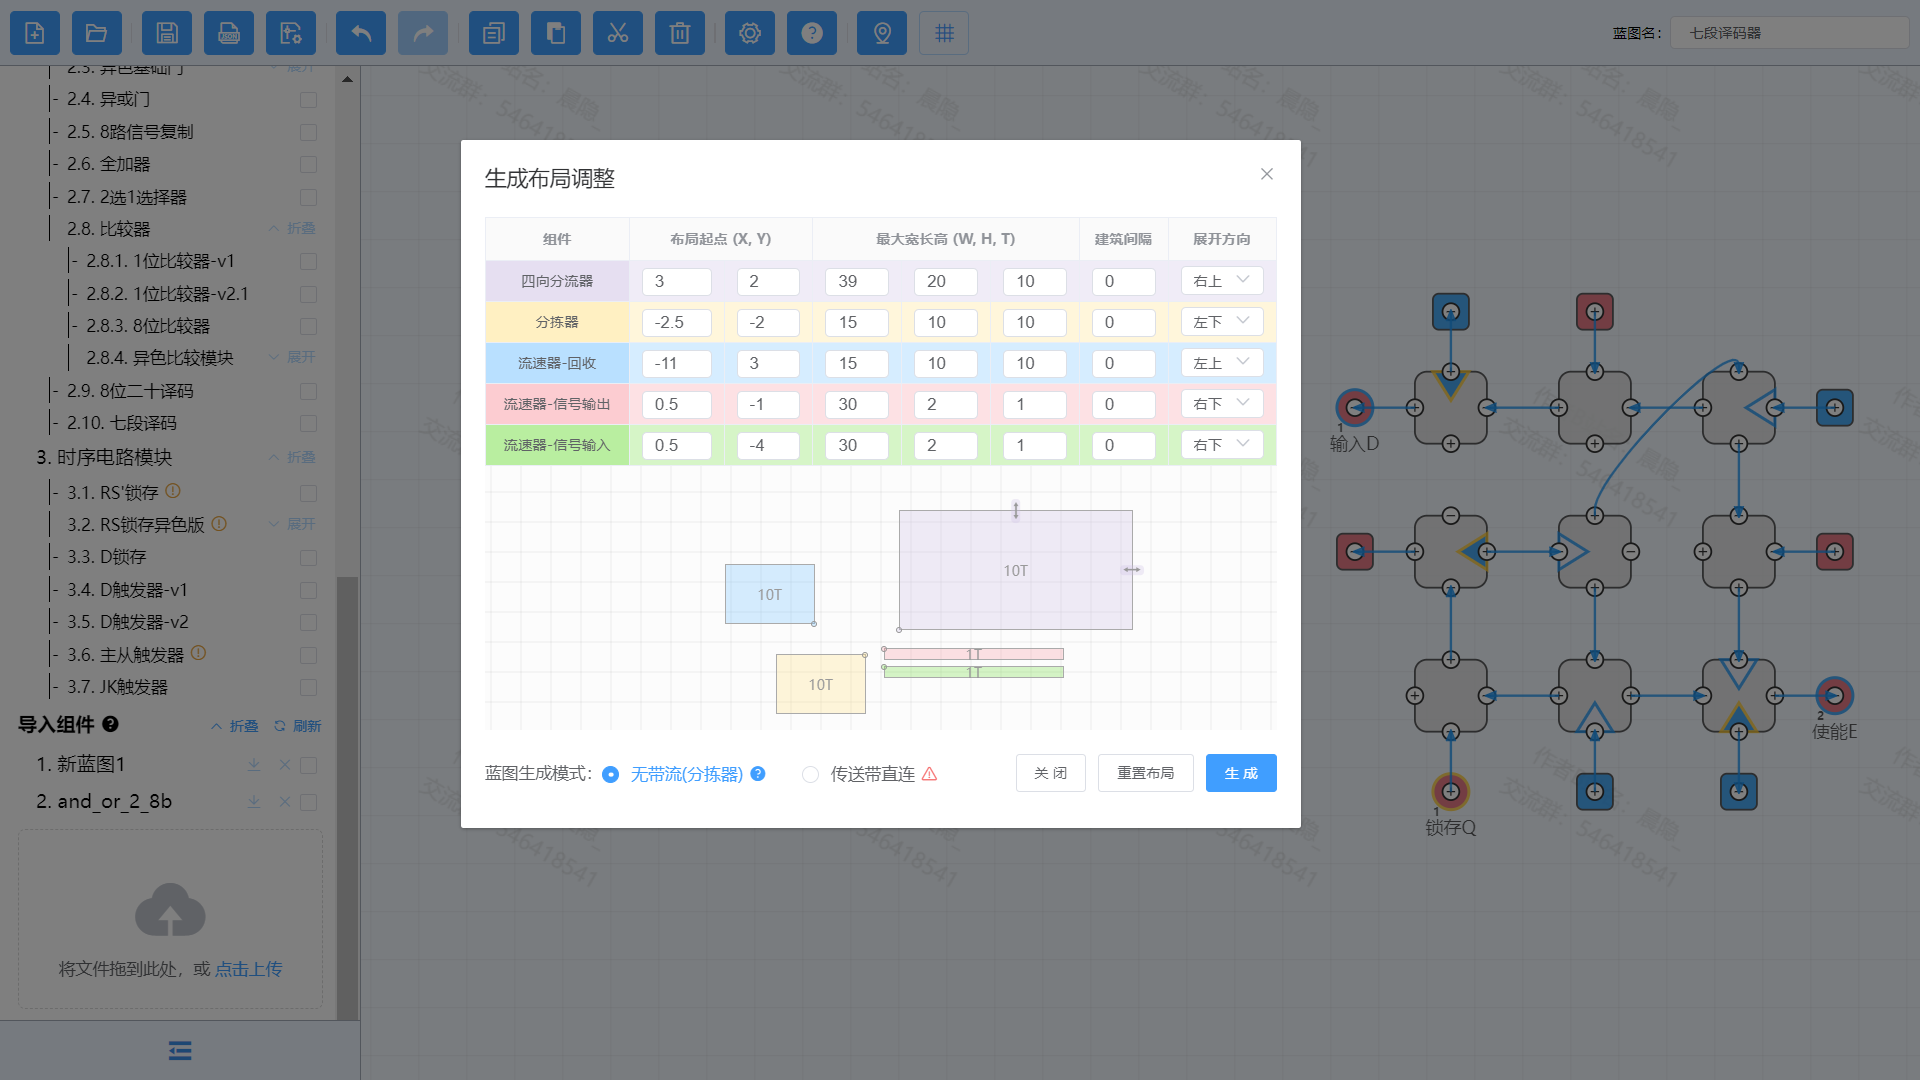 蓝图名：
七段译码器
2.3. 异色基础门
展开
2.4. 异或门
2.5. 8路信号复制
2.6. 全加器
2.7. 2选1选择器
2.8. 比较器
折叠
2.8.1. 1位比较器-v1
2.8.2. 1位比较器-v2.1
2.8.3. 8位比较器
2.8.4. 异色比较模块
展开
2.9. 8位二十译码
2.10. 七段译码
3. 时序电路模块
折叠
3.1. RS'锁存
3.2. RS锁存异色版
展开
3.3. D锁存
3.4. D触发器-v1
3.5. D触发器-v2
3.6. 主从触发器
3.7. JK触发器
导入组件
折叠
刷新
1. 新蓝图1
2. and_or_2_8b
将文件拖到此处，或 点击上传
生成布局调整
组件 布局起点 (X, Y) 最大宽长高 (W, H, T) 建筑间隔 展开方向
四向分流器 3 2 39 20 10 0 右上
分拣器 -2.5 -2 15 10 10 0 左下
流速器-回收 -11 3 15 10 10 0 左上
流速器-信号输出 0.5 -1 30 2 1 0 右下
流速器-信号输入 0.5 -4 30 2 1 0 右下
10T
10T
1T
1T
10T
蓝图生成模式：
无带流(分拣器)
传送带直连
关 闭
重置布局
生 成
1
输入D
2
使能E
1
锁存Q
交流群：546418541